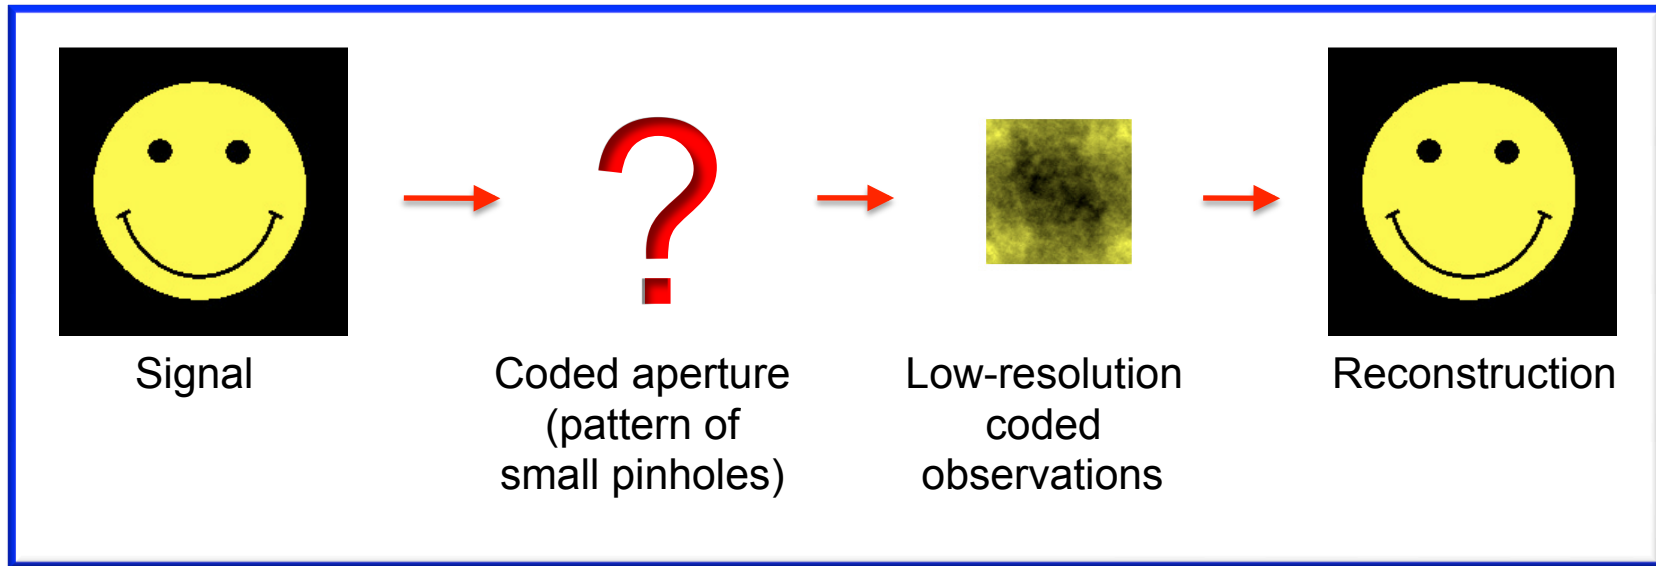 ?
Signal
Coded aperture
(pattern of
small pinholes)
Low-resolution
coded
observations
Reconstruction